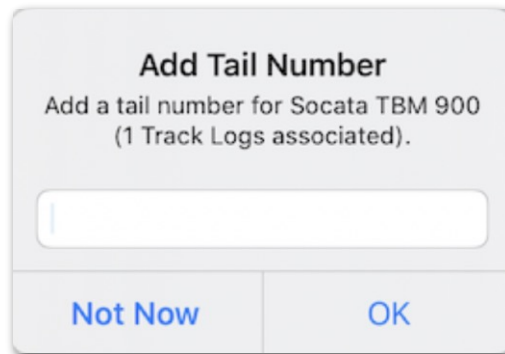 Add Tail Number
Add a tail number for Socata TBM 900
(1 Track Logs associated).
Not Now
OK